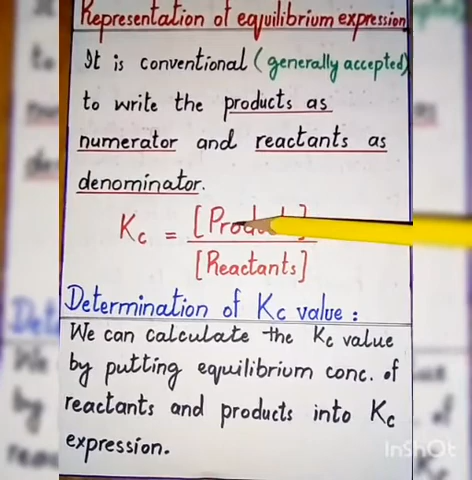 Representation of equilibrium expression
It is conventional (generally accepted)
to write the products as
numerator and reactants as
denominator.
Kc = [Product]
[Reactants]
Determination of Kc value :
We can calculate the Kc value
by putting equilibrium conc. of
reactants and products into Kc
expression.
InShOt